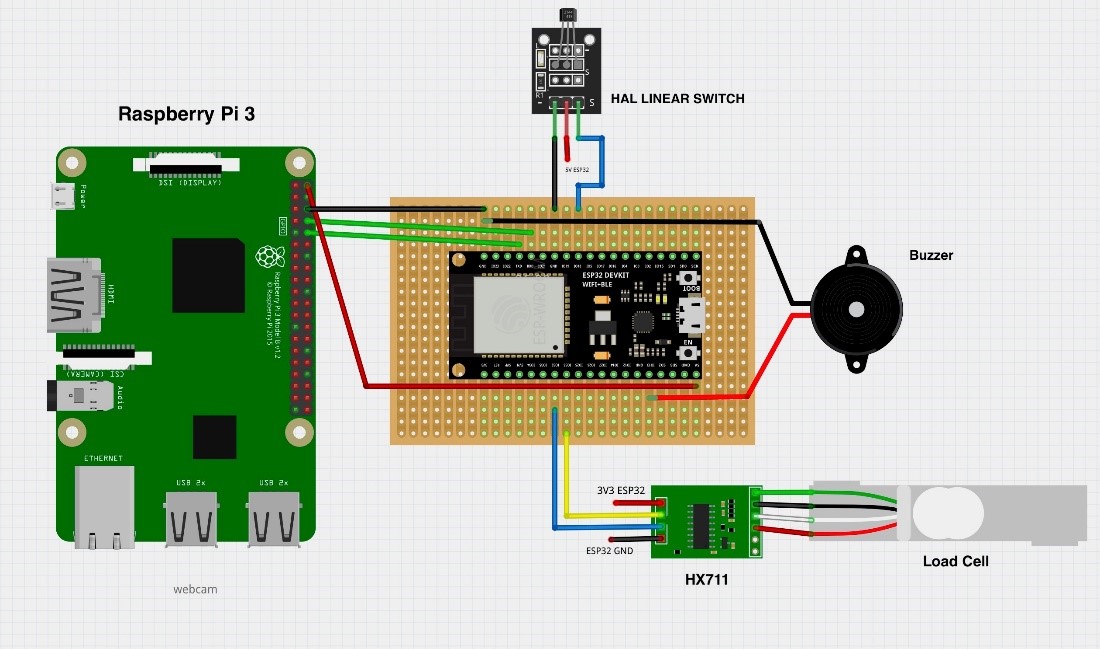 HAL LINEAR SWITCH
R1
-
S
S
5V ESP32
Raspberry Pi 3
DSI (DISPLAY)
Power
GPIO
HDMI
Raspberry Pi 3 Model B v1.2
© Raspberry Pi 2015
CSI (CAMERA)
Audio
ETHERNET
USB 2x
USB 2x
webcam
ESP32 DEVKIT
WIFI+BLE
BOOT
EN
Buzzer
3V3 ESP32
ESP32 GND
HX711
Load Cell